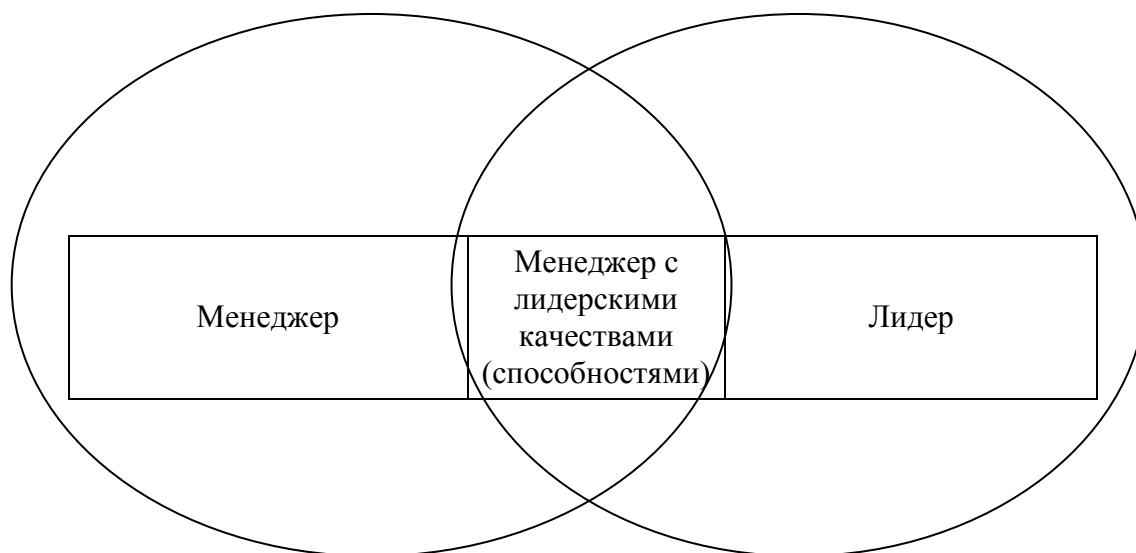 Менеджер
Менеджер с
лидерскими
качествами
(способностями)
Лидер